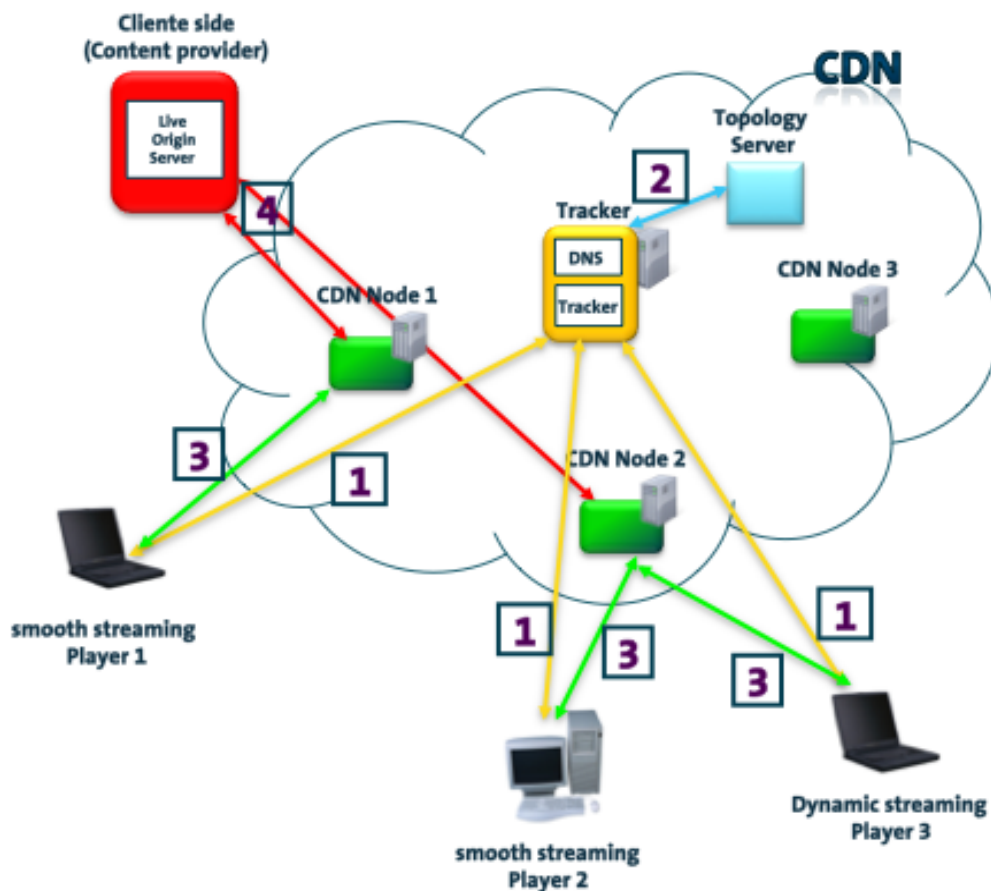 Cliente side
(Content provider)
CDN
Live
Origin
Server
Topology
Server
4
2
Tracker
DNS
CDN Node 3
CDN Node 1
Tracker
3
1
CDN Node 2
smooth streaming
Player 1
1
3
1
3
smooth streaming
Player 2
Dynamic streaming
Player 3